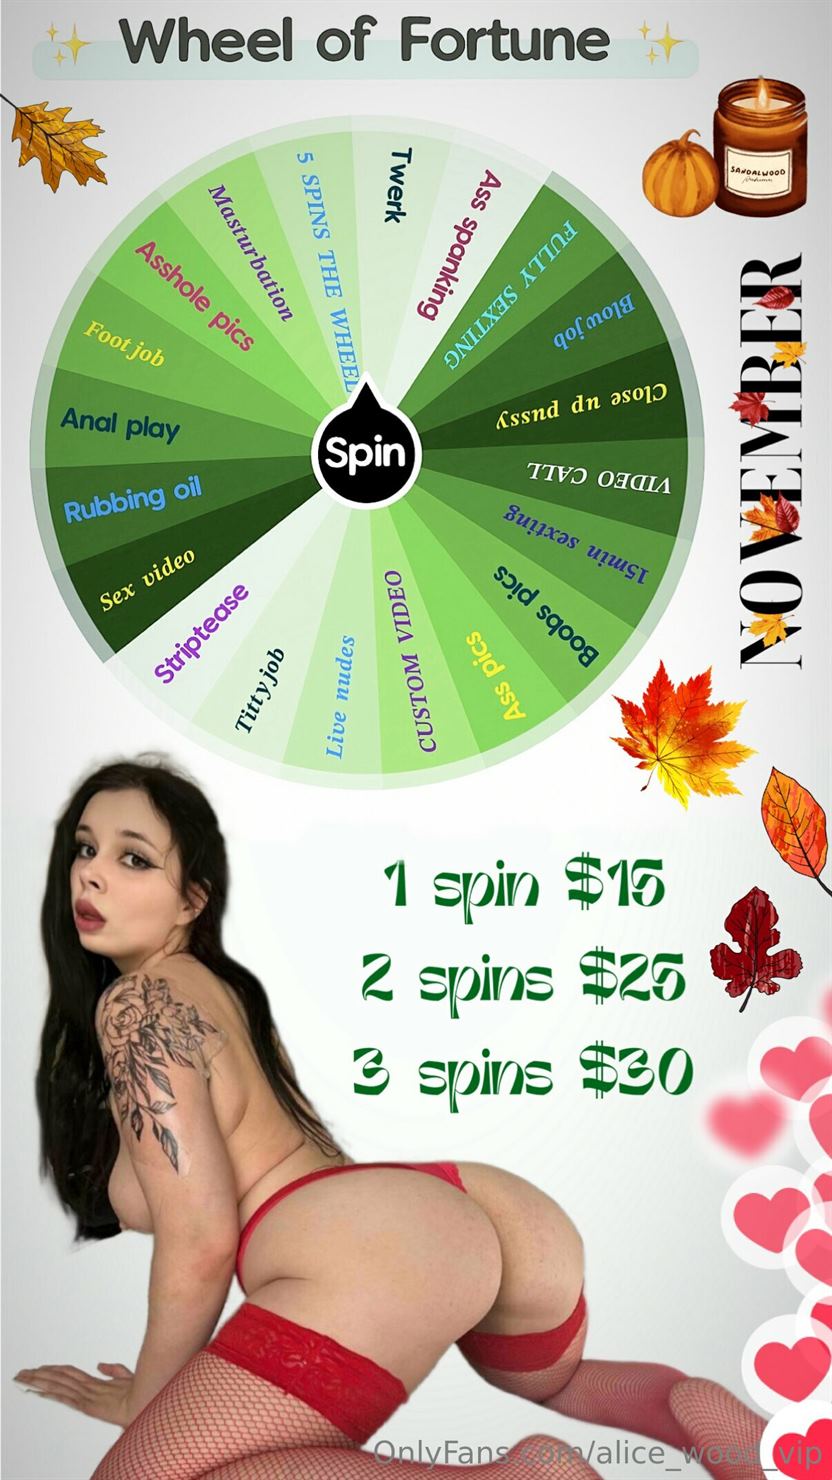 Wheel of Fortune
SANDALWOOD
NOVEMBER
5 SPINS THE WHEEL
Twerk
Ass spanking
FULLY SEXTING
Blowjob
Close up pussy
VIDEO CALL
15min sexting
Boobs pics
Ass pics
CUSTOM VIDEO
Live nudes
Titty job
Striptease
Sex video
Rubbing oil
Anal play
Foot job
Asshole pics
Masturbation
Spin
1 spin $15
2 spins $25
3 spins $30
OnlyFans.com/alice_wood_vip